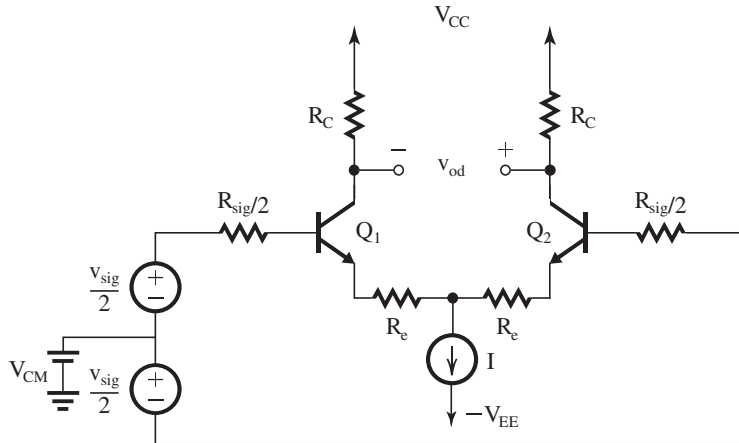 V_CC
R_C
R_C
− v_od +
R_sig/2
R_sig/2
Q_1
Q_2
v_sig/2
+
−
R_e
R_e
V_CM
v_sig/2
+
−
I
−V_EE